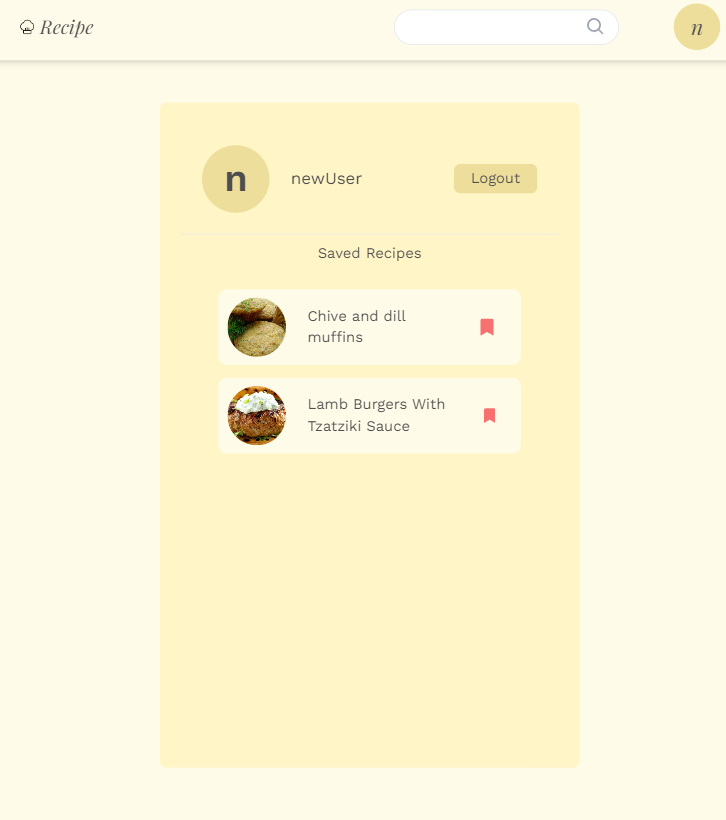 Recipe
n
n
newUser
Logout
Saved Recipes
Chive and dill
muffins
Lamb Burgers With
Tzatziki Sauce